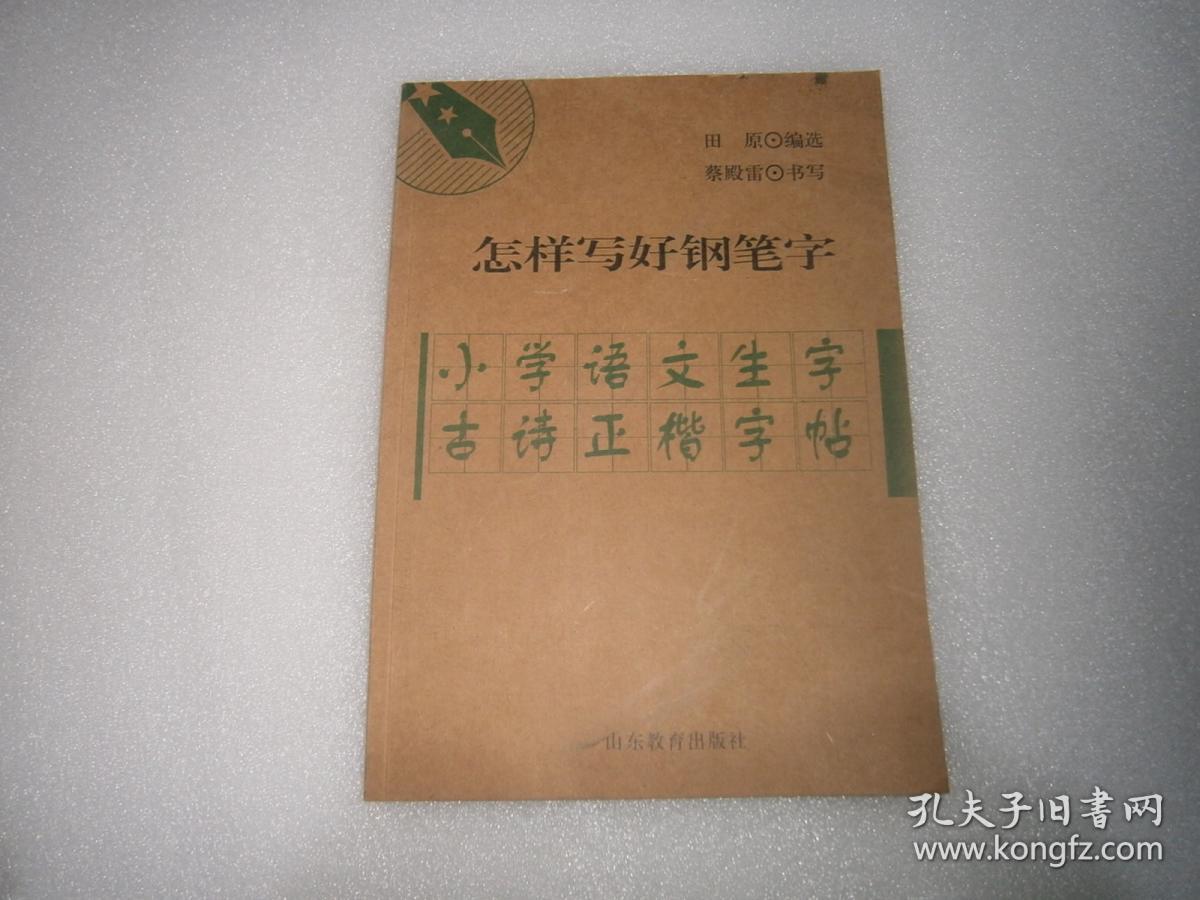 田 原⊙编选
蔡殿雷⊙书写
怎样写好钢笔字
小学语文生字
古诗正楷字帖
山东教育出版社
孔夫子旧书网
www.kongfz.com